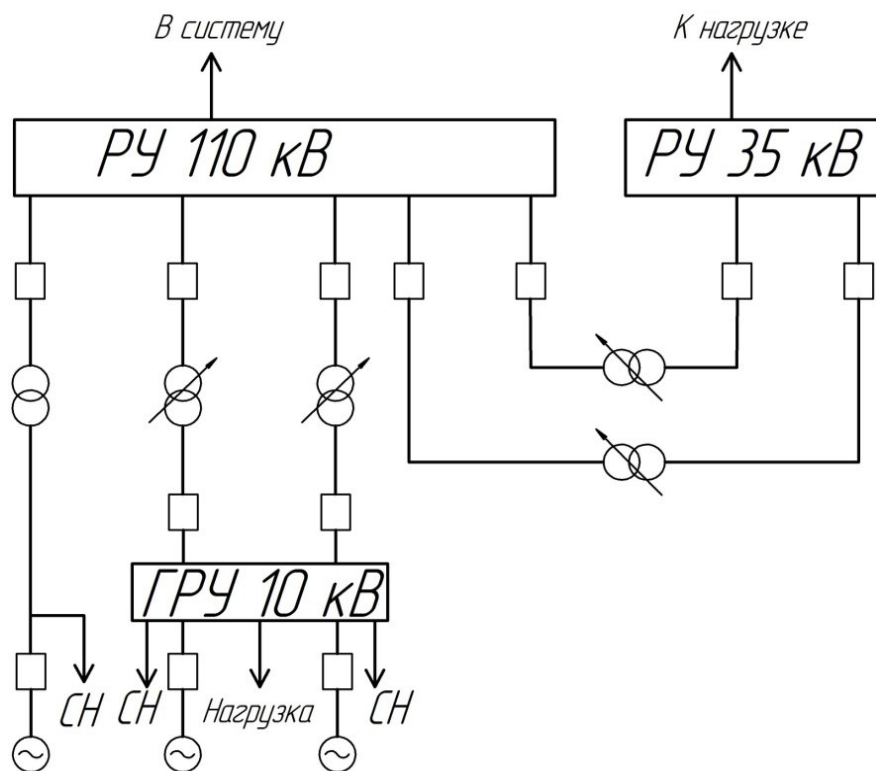 В систему
К нагрузке
РУ 110 кВ
РУ 35 кВ
ГРУ 10 кВ
СН
СН
Нагрузка
СН